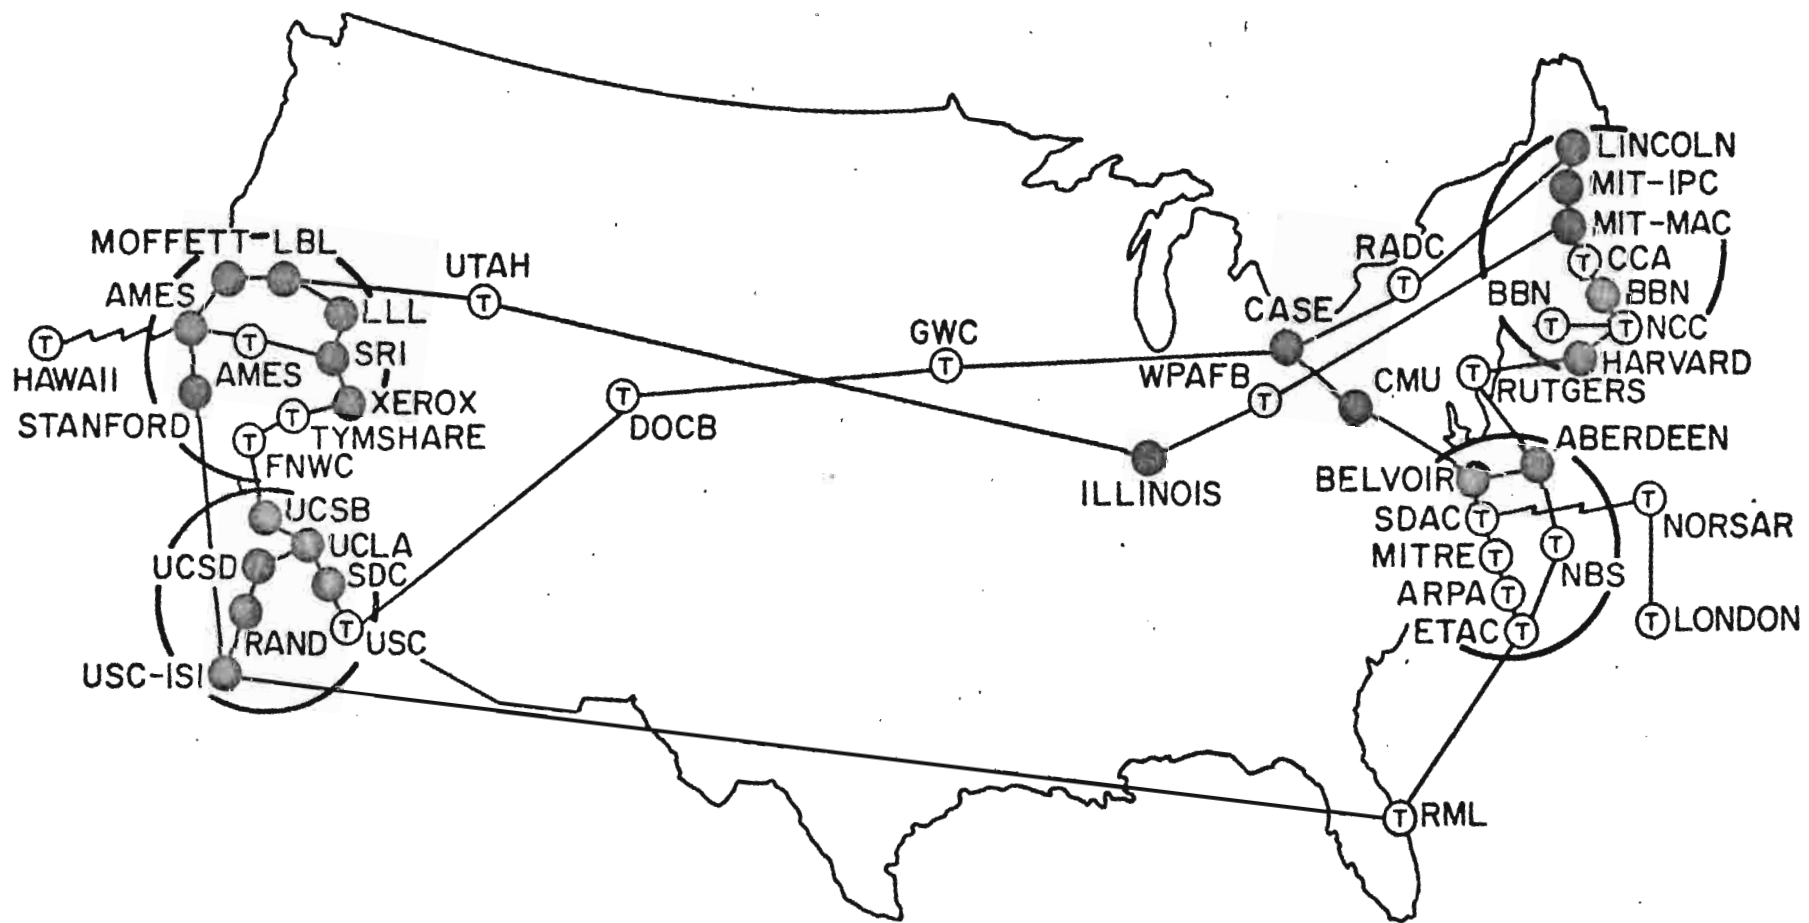 LINCOLN
MIT-IPC
MIT-MAC
MOFFETT-LBL
RADC
T CCA
UTAH
T
AMES
T
BBN
BBN
LLL
CASE
T
T NCC
GWC
T
T
SRI
HARVARD
HAWAII
AMES
T
WPAFB
CMU
T
RUTGERS
XEROX
T
T
STANFORD
T
TYMSHARE
DOCB
T
ABERDEEN
FNWC
BELVOIR
ILLINOIS
UCSB
SDAC T
T
NORSAR
UCLA
MITRE T
T
UCSD
SDC
NBS
ARPA T
T
RAND
USC
ETAC T
T LONDON
USC-ISI
T RML